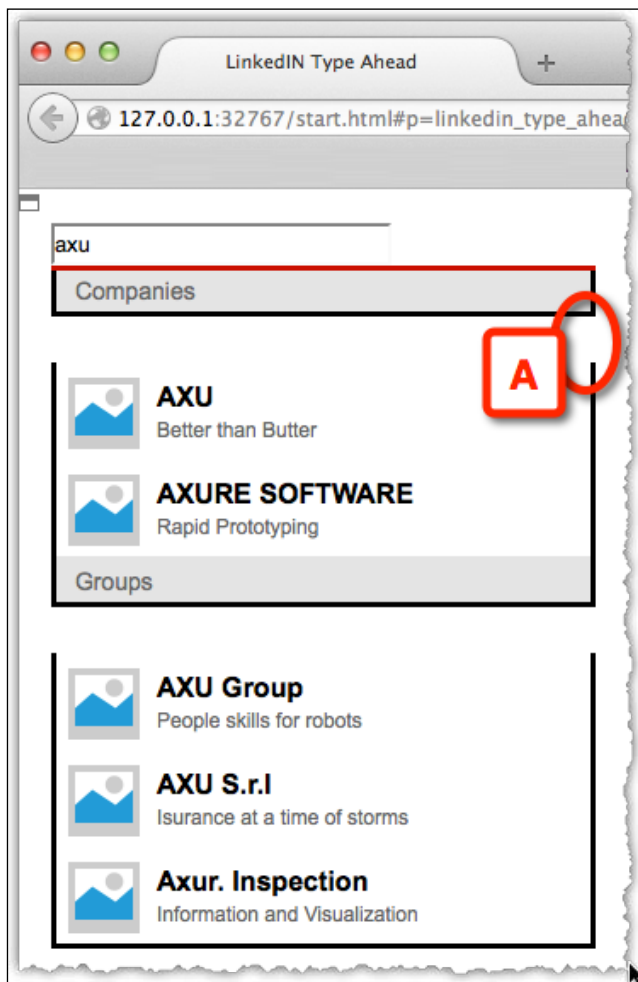 LinkedIN Type Ahead
127.0.0.1:32767/start.html#p=linkedin_type_ahea
axu
Companies
A
AXU
Better than Butter
AXURE SOFTWARE
Rapid Prototyping
Groups
AXU Group
People skills for robots
AXU S.r.l
Isurance at a time of storms
Axur. Inspection
Information and Visualization